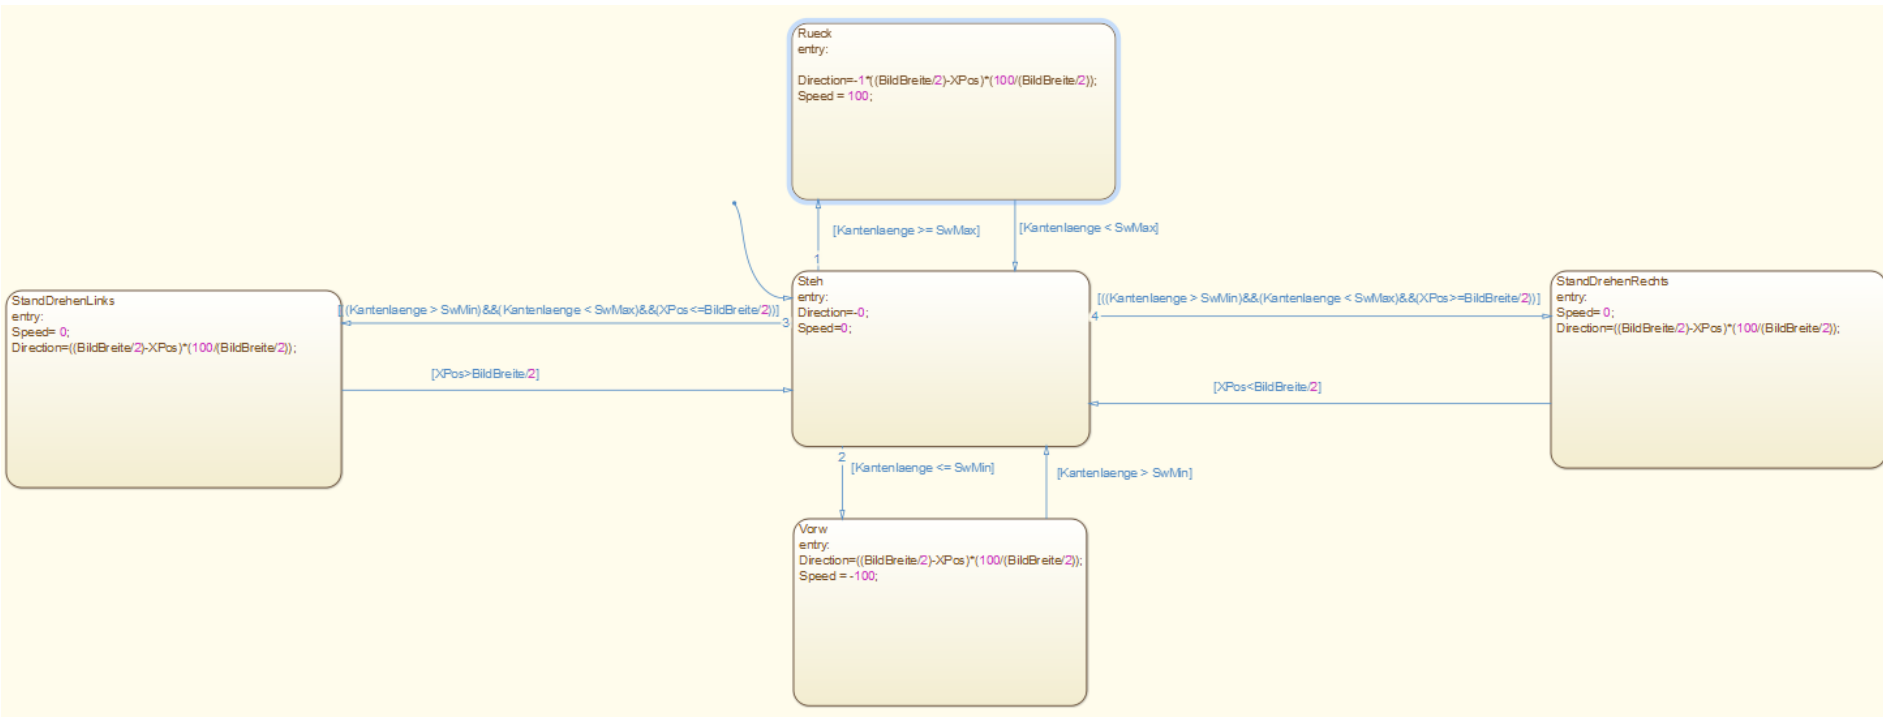 Rueck
entry:
Direction=-1*((BildBreite/2)-XPos)*(100/(BildBreite/2));
Speed = 100;
[Kantenlaenge >= SwMax]
[Kantenlaenge < SwMax]
1
StandDrehenLinks
entry:
Speed= 0;
Direction=((BildBreite/2)-XPos)*(100/(BildBreite/2));
[((Kantenlaenge > SwMin)&&(Kantenlaenge < SwMax)&&(XPos<=BildBreite/2))]
3
[XPos>BildBreite/2]
Steh
entry:
Direction=-0;
Speed=0;
[((Kantenlaenge > SwMin)&&(Kantenlaenge < SwMax)&&(XPos>=BildBreite/2))]
4
[XPos<BildBreite/2]
StandDrehenRechts
entry:
Speed= 0;
Direction=((BildBreite/2)-XPos)*(100/(BildBreite/2));
2
[Kantenlaenge <= SwMin]
[Kantenlaenge > SwMin]
Vorw
entry:
Direction=((BildBreite/2)-XPos)*(100/(BildBreite/2));
Speed = -100;